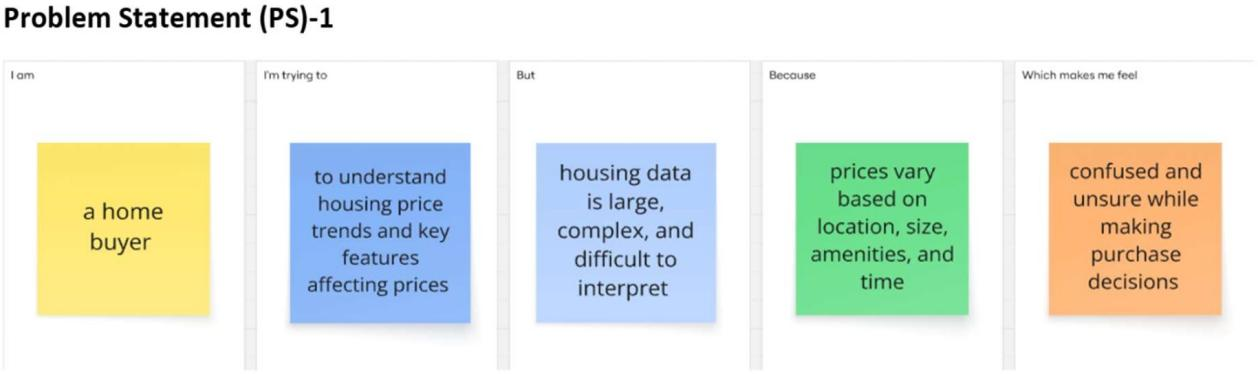 Problem Statement (PS)-1
I am
a home
buyer
I'm trying to
to understand
housing price
trends and key
features
affecting prices
But
housing data
is large,
complex, and
difficult to
interpret
Because
prices vary
based on
location, size,
amenities, and
time
Which makes me feel
confused and
unsure while
making
purchase
decisions